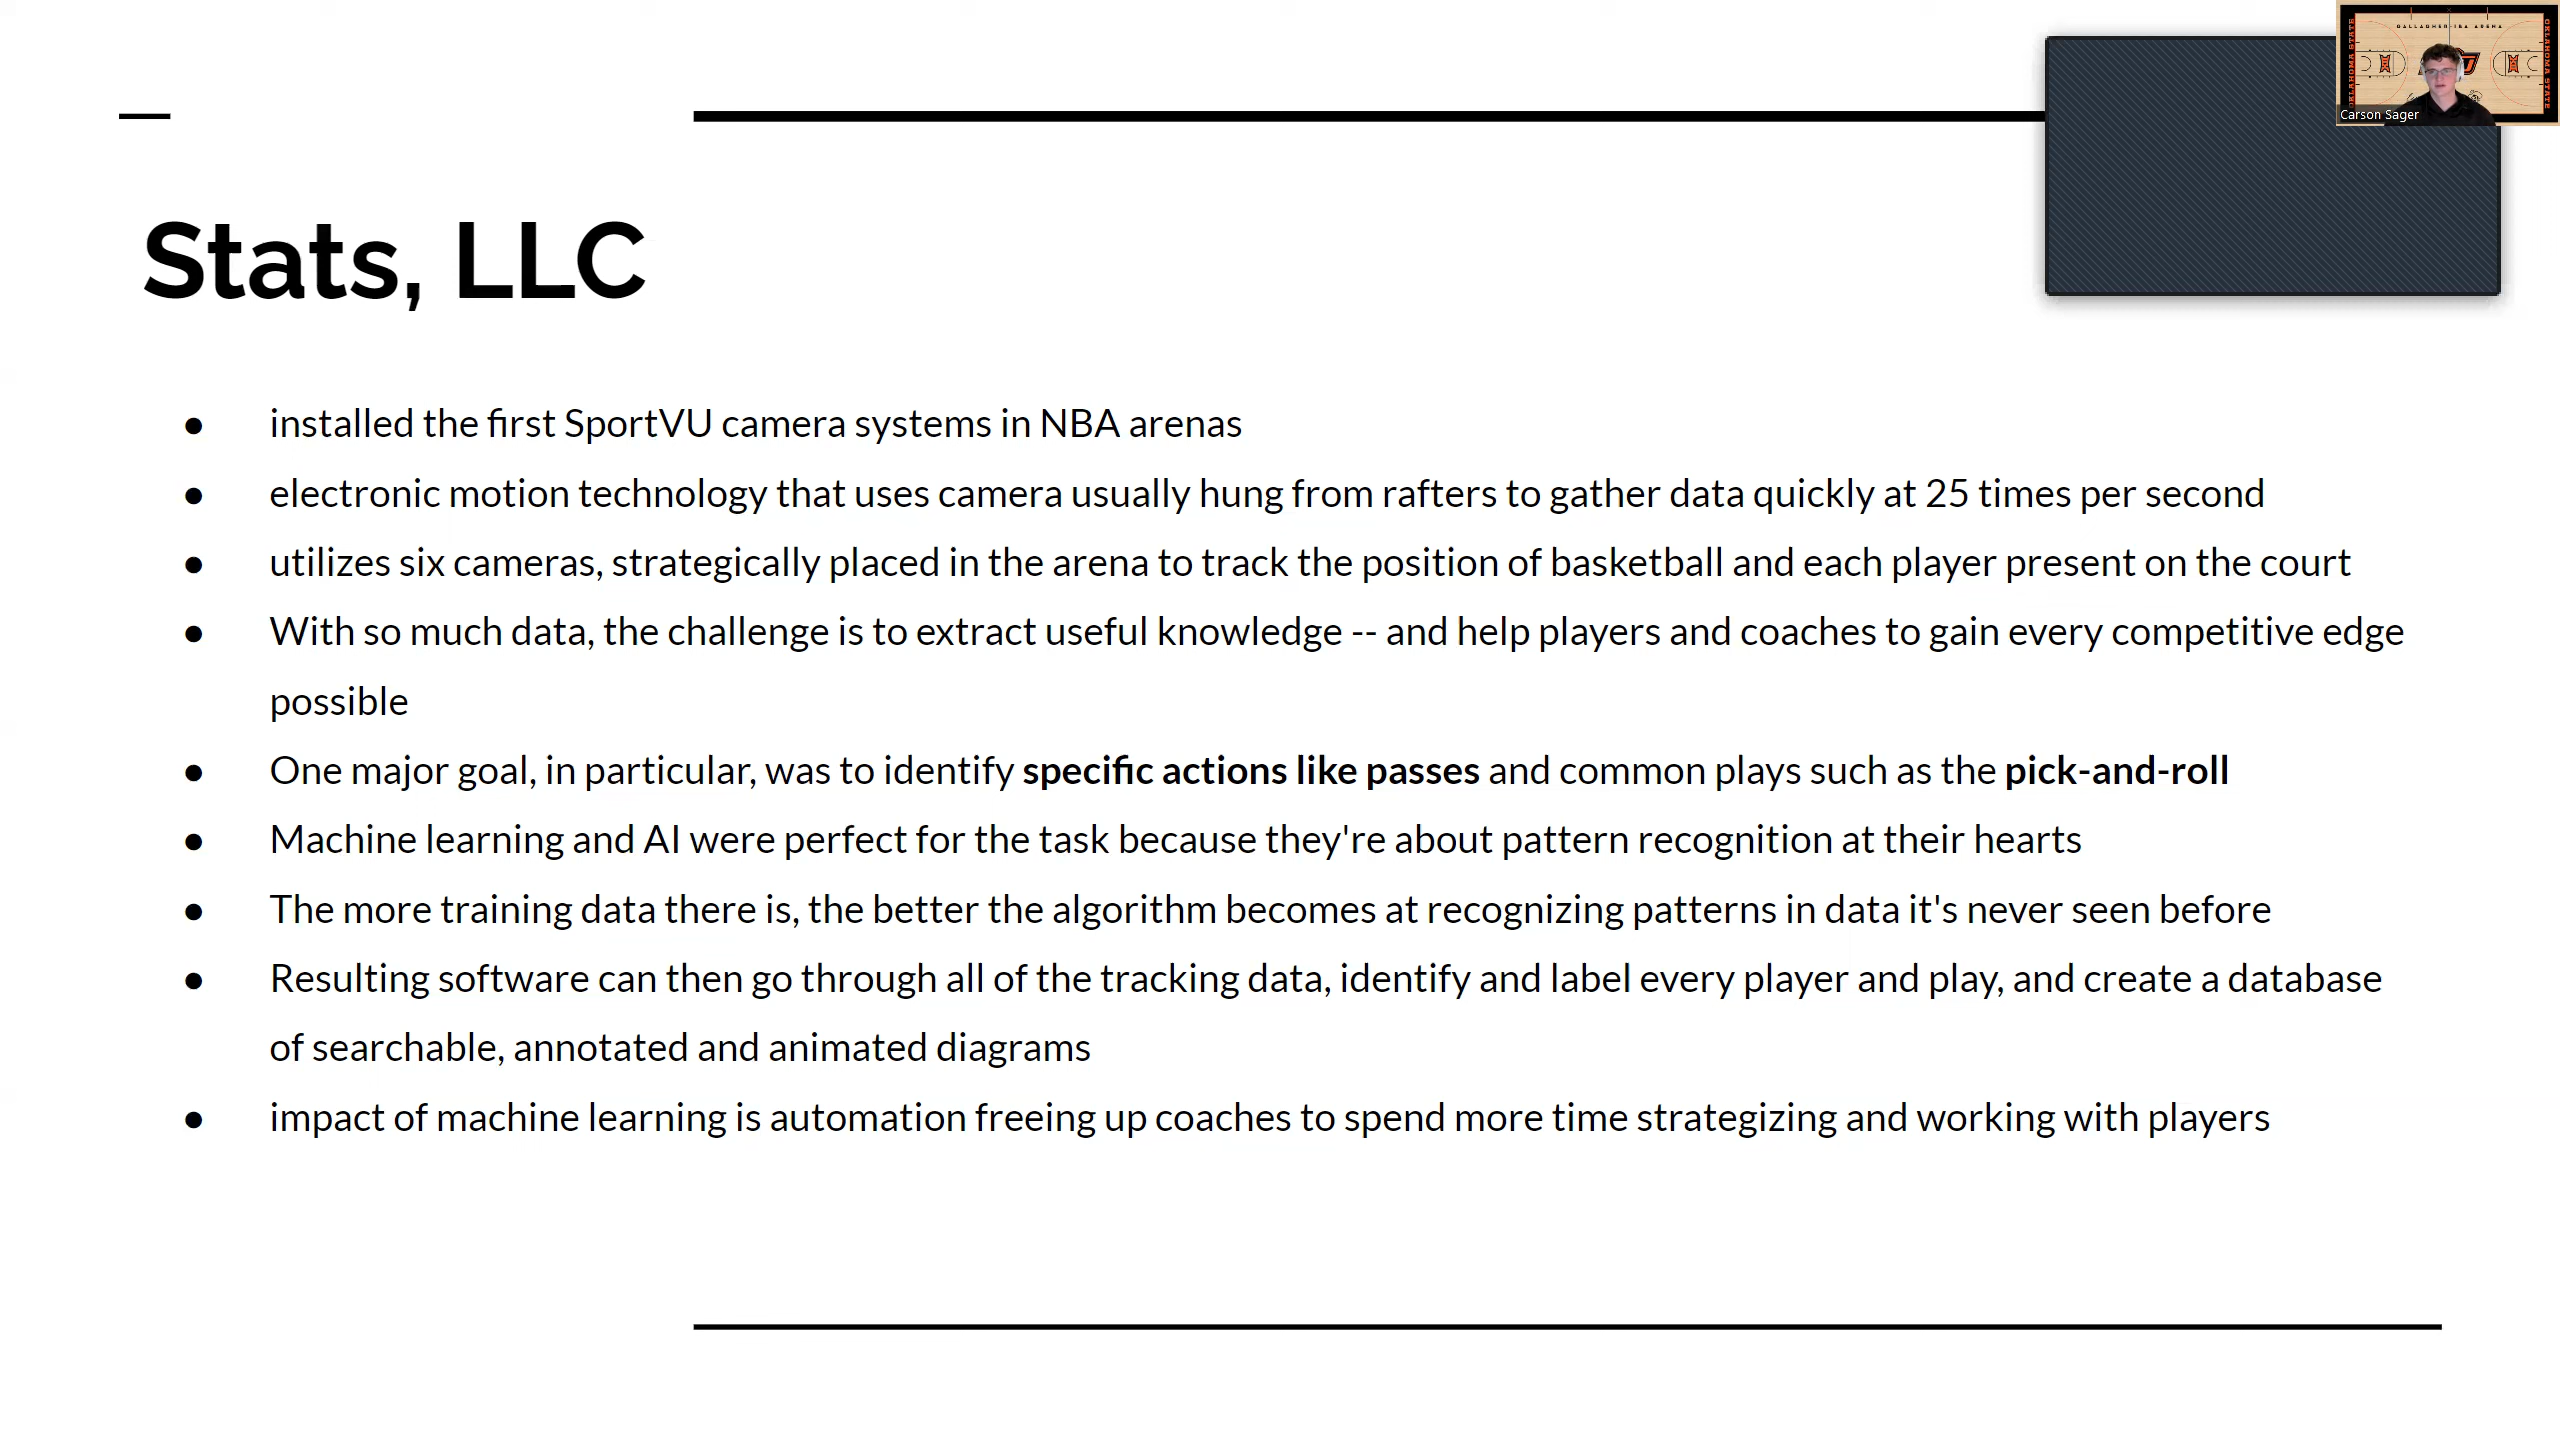 GALLAGHER-IBA ARENA
OKLAHOMA STATE
OKLAHOMA STATE
Carson Sager
Stats, LLC
● installed the first SportVU camera systems in NBA arenas
● electronic motion technology that uses camera usually hung from rafters to gather data quickly at 25 times per second
● utilizes six cameras, strategically placed in the arena to track the position of basketball and each player present on the court
● With so much data, the challenge is to extract useful knowledge -- and help players and coaches to gain every competitive edge
possible
● One major goal, in particular, was to identify specific actions like passes and common plays such as the pick-and-roll
● Machine learning and AI were perfect for the task because they're about pattern recognition at their hearts
● The more training data there is, the better the algorithm becomes at recognizing patterns in data it's never seen before
● Resulting software can then go through all of the tracking data, identify and label every player and play, and create a database
of searchable, annotated and animated diagrams
● impact of machine learning is automation freeing up coaches to spend more time strategizing and working with players